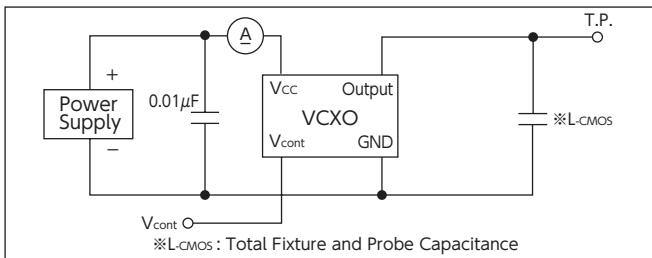 T.P.
A
+
VCC Output
0.01μF
Power
Supply
VCXO
※L-CMOS
Vcont GND
−
Vcont
※L-CMOS : Total Fixture and Probe Capacitance